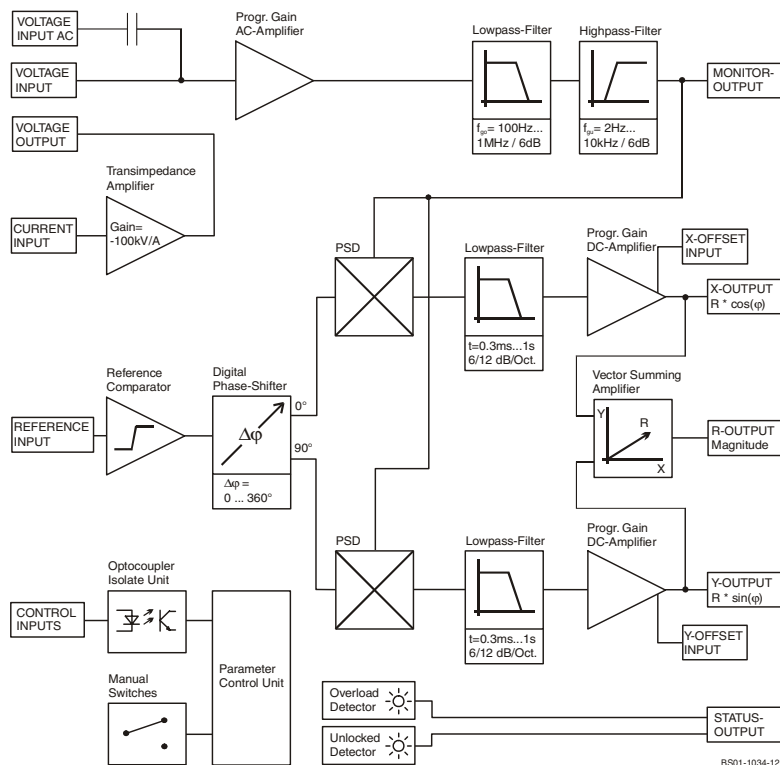 VOLTAGE
INPUT AC
Progr. Gain
AC-Amplifier
Lowpass-Filter
Highpass-Filter
VOLTAGE
INPUT
MONITOR-
OUTPUT
VOLTAGE
OUTPUT
fgo= 100Hz...
1MHz / 6dB
fgu= 2Hz...
10kHz / 6dB
Transimpedance
Amplifier
CURRENT
INPUT
Gain=
-100kV/A
PSD
Lowpass-Filter
Progr. Gain
DC-Amplifier
X-OFFSET
INPUT
X-OUTPUT
R * cos(φ)
t=0.3ms...1s
6/12 dB/Oct.
Reference
Comparator
Digital
Phase-Shifter
Vector Summing
Amplifier
0°
Y
R
X
REFERENCE
INPUT
Δφ
90°
R-OUTPUT
Magnitude
Δφ =
0 ... 360°
PSD
Lowpass-Filter
Progr. Gain
DC-Amplifier
Optocoupler
Isolate Unit
Y-OUTPUT
R * sin(φ)
CONTROL
INPUTS
t=0.3ms...1s
6/12 dB/Oct.
Y-OFFSET
INPUT
Manual
Switches
Parameter
Control Unit
Overload
Detector
Unlocked
Detector
STATUS-
OUTPUT
BS01-1034-12